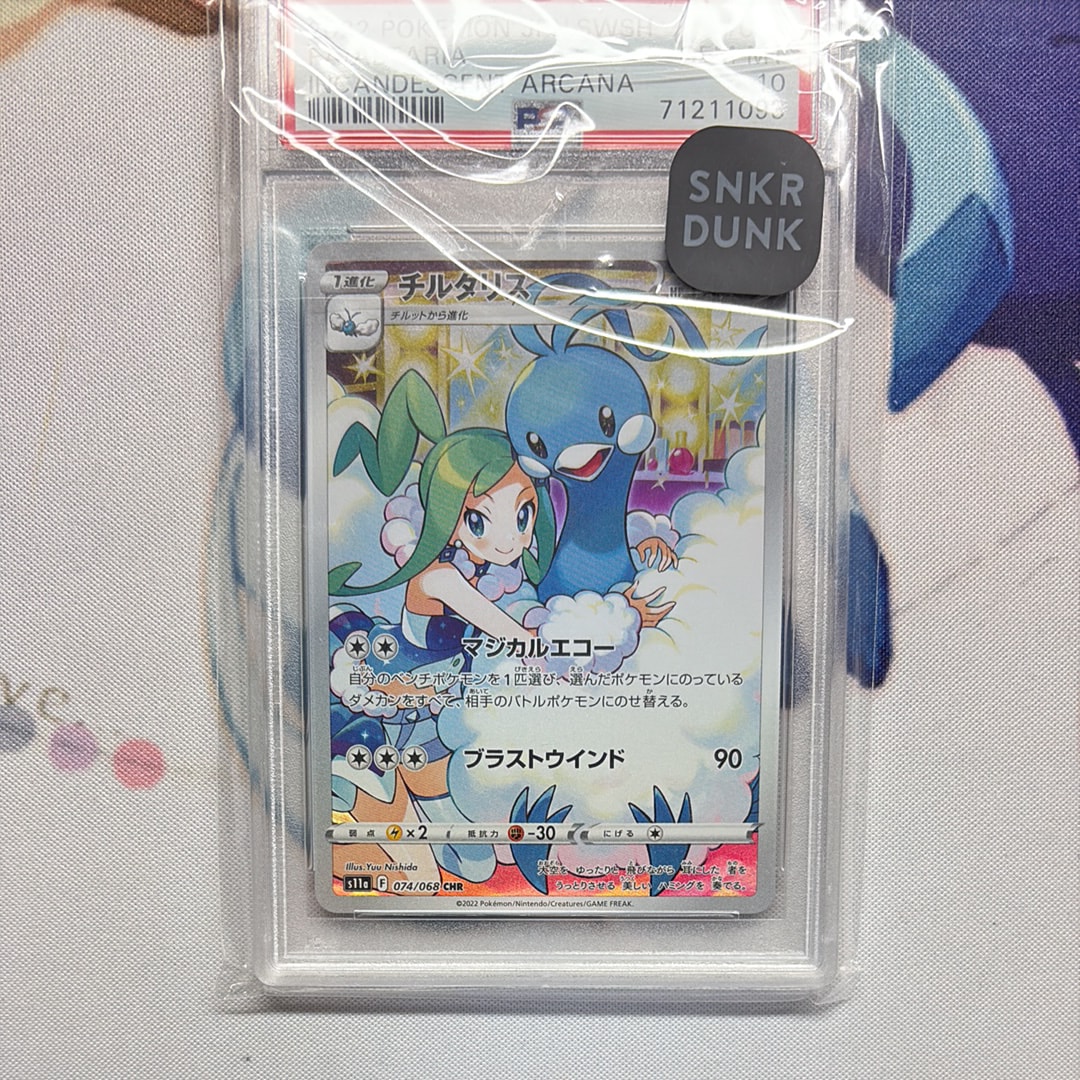 POKEMON SWSH
INCANDESCENT ARCANA 10
71211093
SNKR
DUNK
1進化
チルタリス
チルットから進化
マジカルエコー
自分のベンチポケモンを1匹選び、選んだポケモンにのっている
ダメカンをすべて、相手のバトルポケモンにのせ替える。
ブラストウインド 90
弱点 ×2 抵抗力 -30 にげる
Illus.Yuu Nishida
大空を ゆったりと 飛びながら 耳にした 者を
うっとりさせる 美しい ハミングを 奏でる。
s11a F 074/068 CHR
©2022 Pokémon/Nintendo/Creatures/GAME FREAK.